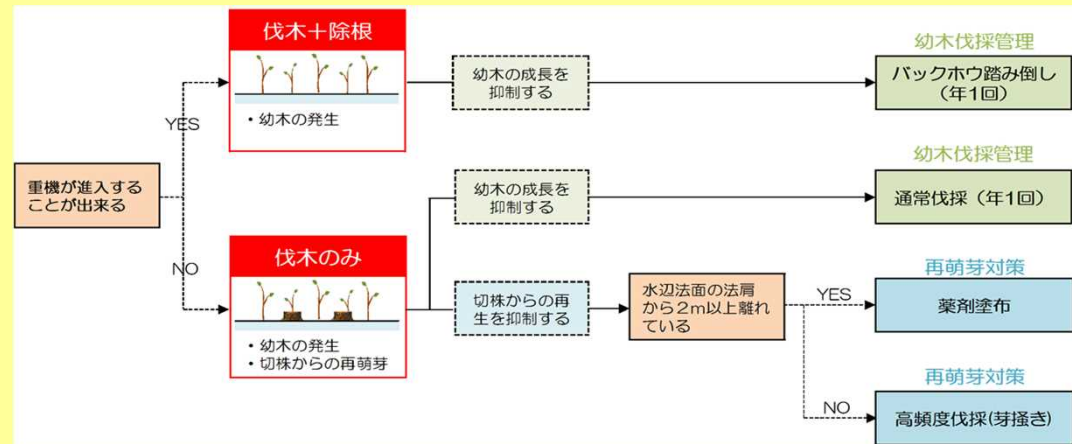 重機が進入する
ことが出来る
YES
NO
伐木+除根
・幼木の発生
幼木の成長を
抑制する
幼木伐採管理
バックホウ踏み倒し
(年1回)
伐木のみ
・幼木の発生
・切株からの再萌芽
幼木の成長を
抑制する
幼木伐採管理
通常伐採(年1回)
切株からの再
生を抑制する
水辺法面の法肩
から2m以上離れ
ている
YES
再萌芽対策
薬剤塗布
NO
再萌芽対策
高頻度伐採(芽掻き)